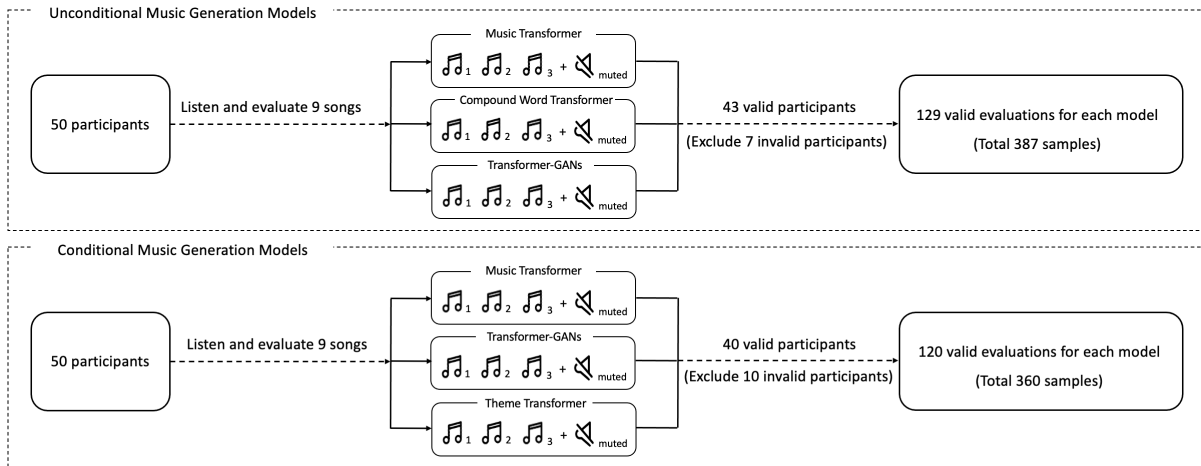 Unconditional Music Generation Models
50 participants
Listen and evaluate 9 songs
Music Transformer
1 2 3 + muted
Compound Word Transformer
1 2 3 + muted
Transformer-GANs
1 2 3 + muted
43 valid participants
(Exclude 7 invalid participants)
129 valid evaluations for each model
(Total 387 samples)
Conditional Music Generation Models
50 participants
Listen and evaluate 9 songs
Music Transformer
1 2 3 + muted
Transformer-GANs
1 2 3 + muted
Theme Transformer
1 2 3 + muted
40 valid participants
(Exclude 10 invalid participants)
120 valid evaluations for each model
(Total 360 samples)